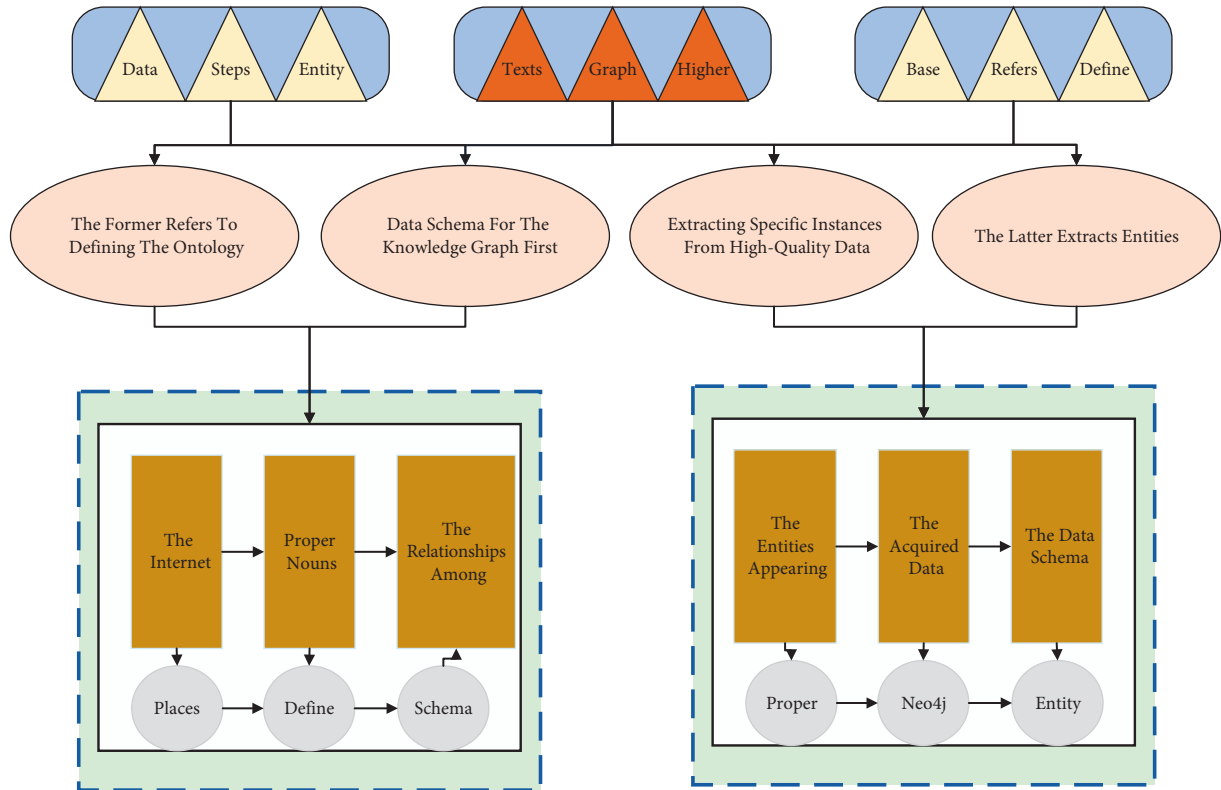 Data
Steps
Entity
Texts
Graph
Higher
Base
Refers
Define
The Former Refers To
Defining The Ontology
Data Schema For The
Knowledge Graph First
Extracting Specific Instances
From High-Quality Data
The Latter Extracts Entities
The
Internet
Proper
Nouns
The
Relationships
Among
Places
Define
Schema
The
Entities
Appearing
The
Acquired
Data
The Data
Schema
Proper
Neo4j
Entity